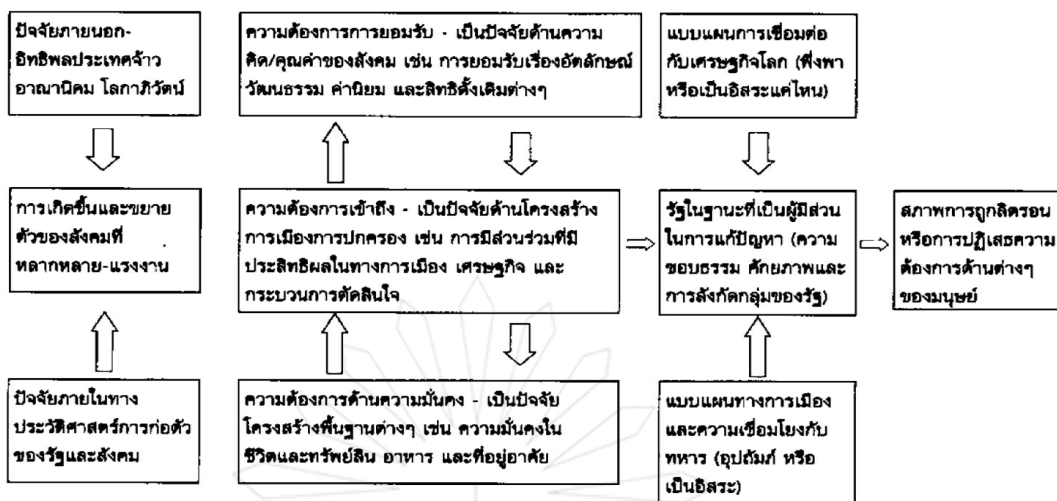 ปัจจัยภายนอก-
อิทธิพลประเทศจ้าว
อาณานิคม โลกาภิวัตน์
ความต้องการการยอมรับ - เป็นปัจจัยด้านความ
คิด/คุณค่าของสังคม เช่น การยอมรับเรื่องอัตลักษณ์
วัฒนธรรม ค่านิยม และสิทธิดั้งเดิมต่างๆ
แบบแผนการเชื่อมต่อ
กับเศรษฐกิจโลก (พึ่งพา
หรือเป็นอิสระแค่ไหน)
การเกิดขึ้นและขยาย
ตัวของสังคมที่
หลากหลาย-แรงงาน
ความต้องการเข้าถึง - เป็นปัจจัยด้านโครงสร้าง
การเมืองการปกครอง เช่น การมีส่วนร่วมที่มี
ประสิทธิผลในทางการเมือง เศรษฐกิจ และ
กระบวนการตัดสินใจ
รัฐในฐานะที่เป็นผู้มีส่วน
ในการแก้ปัญหา (ความ
ชอบธรรม ศักยภาพและ
การสังกัดกลุ่มของรัฐ)
สภาพการถูกลิดรอน
หรือการปฏิเสธความ
ต้องการด้านต่างๆ
ของมนุษย์
ปัจจัยภายในทาง
ประวัติศาสตร์การก่อตัว
ของรัฐและสังคม
ความต้องการด้านความมั่นคง - เป็นปัจจัย
โครงสร้างพื้นฐานต่างๆ เช่น ความมั่นคงใน
ชีวิตและทรัพย์สิน อาหาร และที่อยู่อาศัย
แบบแผนทางการเมือง
และความเชื่อมโยงกับ
ทหาร (อุปถัมภ์ หรือ
เป็นอิสระ)